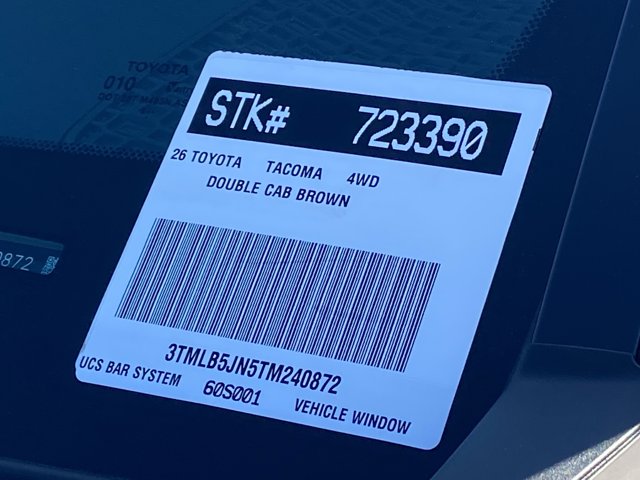 TOYOTA
010
STK# 723390
26 TOYOTA TACOMA 4WD
DOUBLE CAB BROWN
0872
3TMLB5JN5TM240872
UCS BAR SYSTEM 60S001 VEHICLE WINDOW